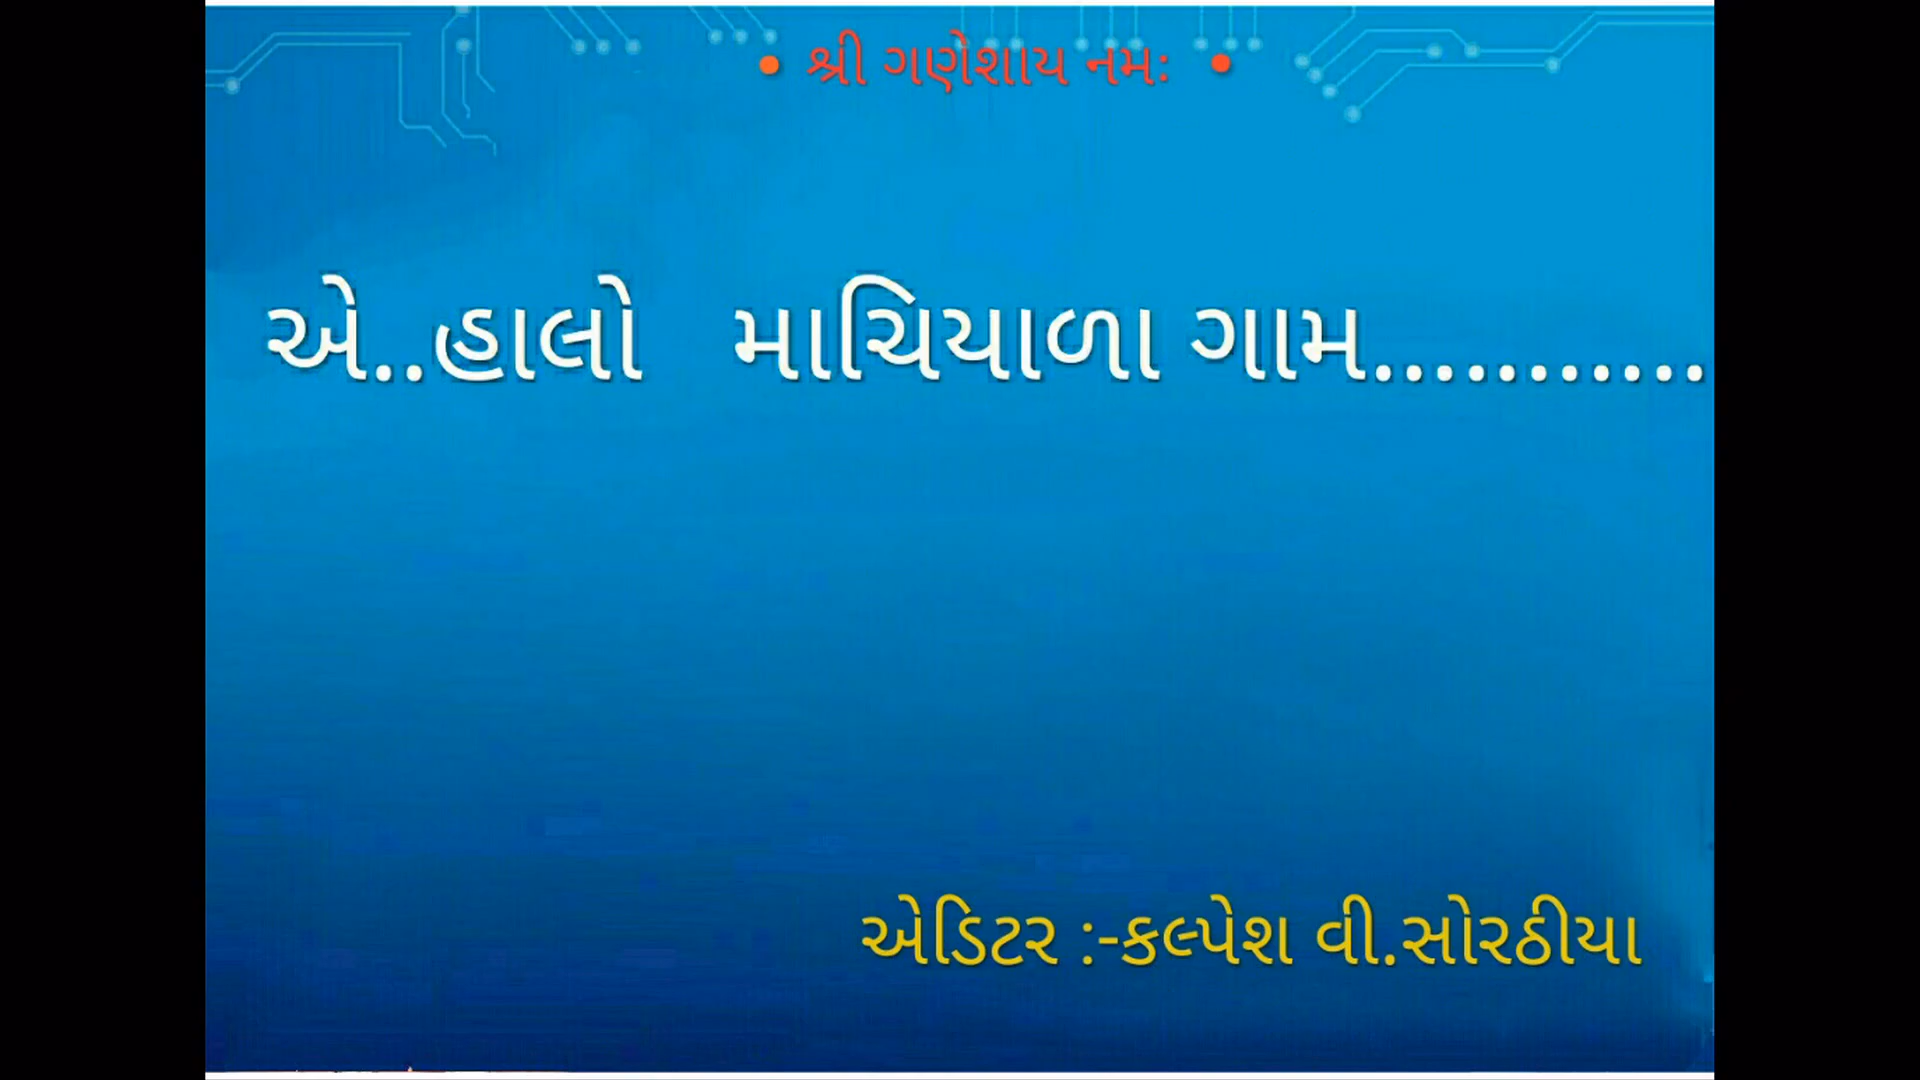 • શ્રી ગણેશાય નમઃ •
એ..હાલો માચિયાળા ગામ...........
એડિટર :-કલ્પેશ વી.સોરઠીયા